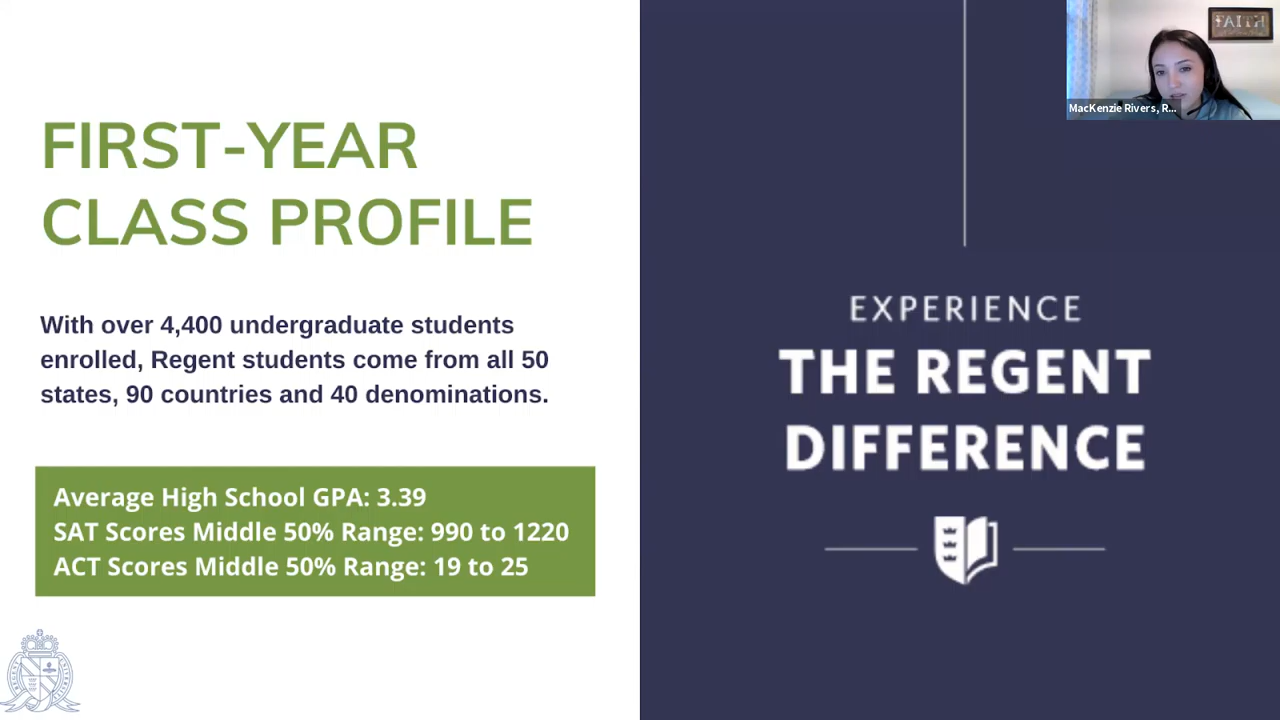 FIRST-YEAR
CLASS PROFILE
With over 4,400 undergraduate students
enrolled, Regent students come from all 50
states, 90 countries and 40 denominations.
Average High School GPA: 3.39
SAT Scores Middle 50% Range: 990 to 1220
ACT Scores Middle 50% Range: 19 to 25
REGENT UNIVERSITY
EXPERIENCE
THE REGENT
DIFFERENCE
FAITH
MacKenzie Rivers, R...